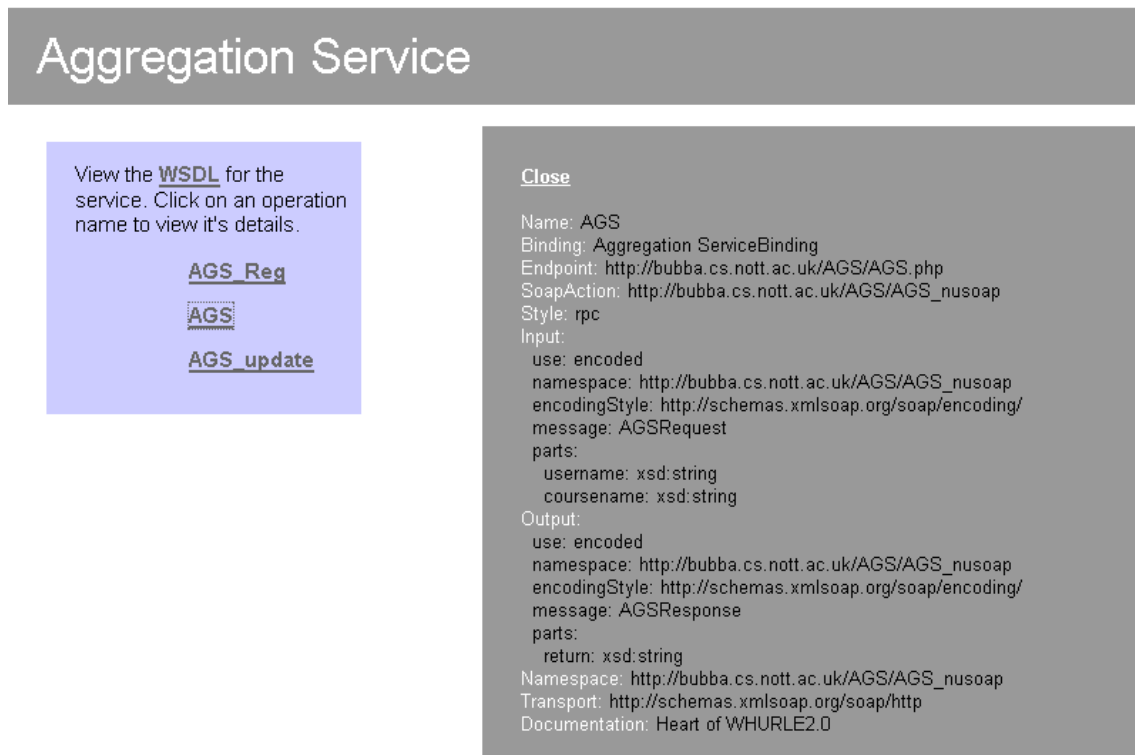 Aggregation Service
View the WSDL for the
service. Click on an operation
name to view it's details.
AGS_Reg
AGS
AGS_update
Close
Name: AGS
Binding: Aggregation ServiceBinding
Endpoint: http://bubba.cs.nott.ac.uk/AGS/AGS.php
SoapAction: http://bubba.cs.nott.ac.uk/AGS/AGS_nusoap
Style: rpc
Input:
use: encoded
namespace: http://bubba.cs.nott.ac.uk/AGS/AGS_nusoap
encodingStyle: http://schemas.xmlsoap.org/soap/encoding/
message: AGSRequest
parts:
username: xsd:string
coursename: xsd:string
Output:
use: encoded
namespace: http://bubba.cs.nott.ac.uk/AGS/AGS_nusoap
encodingStyle: http://schemas.xmlsoap.org/soap/encoding/
message: AGSResponse
parts:
return: xsd:string
Namespace: http://bubba.cs.nott.ac.uk/AGS/AGS_nusoap
Transport: http://schemas.xmlsoap.org/soap/http
Documentation: Heart of WHURLE2.0